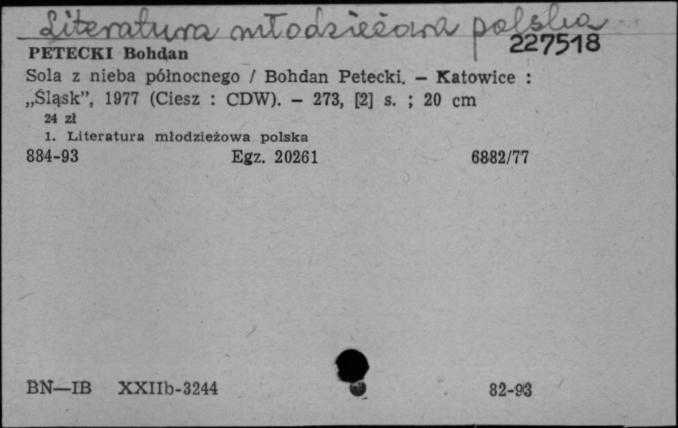 Literatura młodzieżowa polska
227518
PETECKI Bohdan
Sola z nieba północnego / Bohdan Petecki. — Katowice :
„Śląsk”, 1977 (Ciesz : CDW). — 273, [2] s. ; 20 cm
24 zł
1. Literatura młodzieżowa polska
884-93 Egz. 20261 6882/77
BN—IB XXIIb-3244 82-93